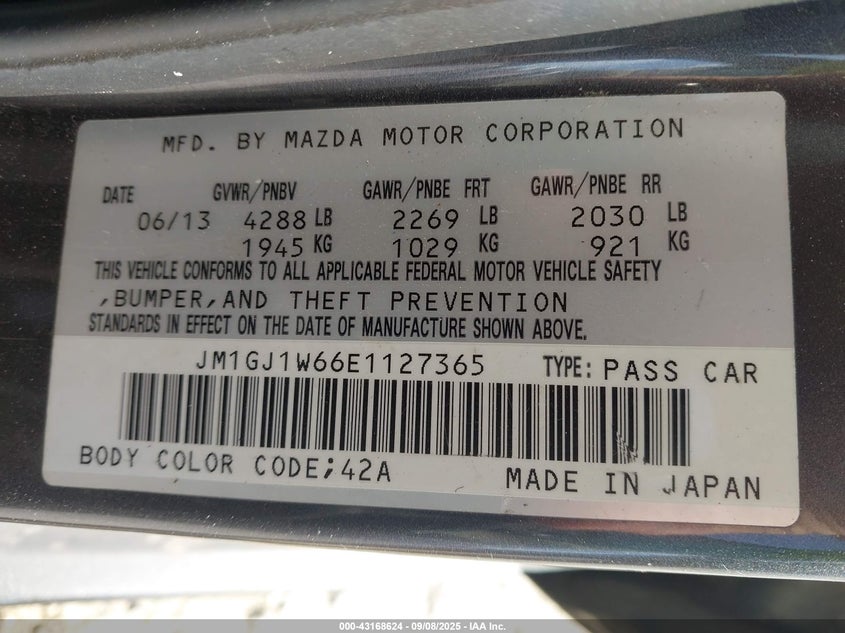 MFD. BY MAZDA MOTOR CORPORATION
DATE GVWR/PNBV GAWR/PNBE FRT GAWR/PNBE RR
06/13 4288 LB 2269 LB 2030 LB
1945 KG 1029 KG 921 KG
THIS VEHICLE CONFORMS TO ALL APPLICABLE FEDERAL MOTOR VEHICLE SAFETY
,BUMPER,AND THEFT PREVENTION
STANDARDS IN EFFECT ON THE DATE OF MANUFACTURE SHOWN ABOVE.
JM1GJ1W66E1127365 TYPE: PASS CAR
BODY COLOR CODE;42A MADE IN JAPAN
000-43168624 - 09/08/2025 - IAA Inc.